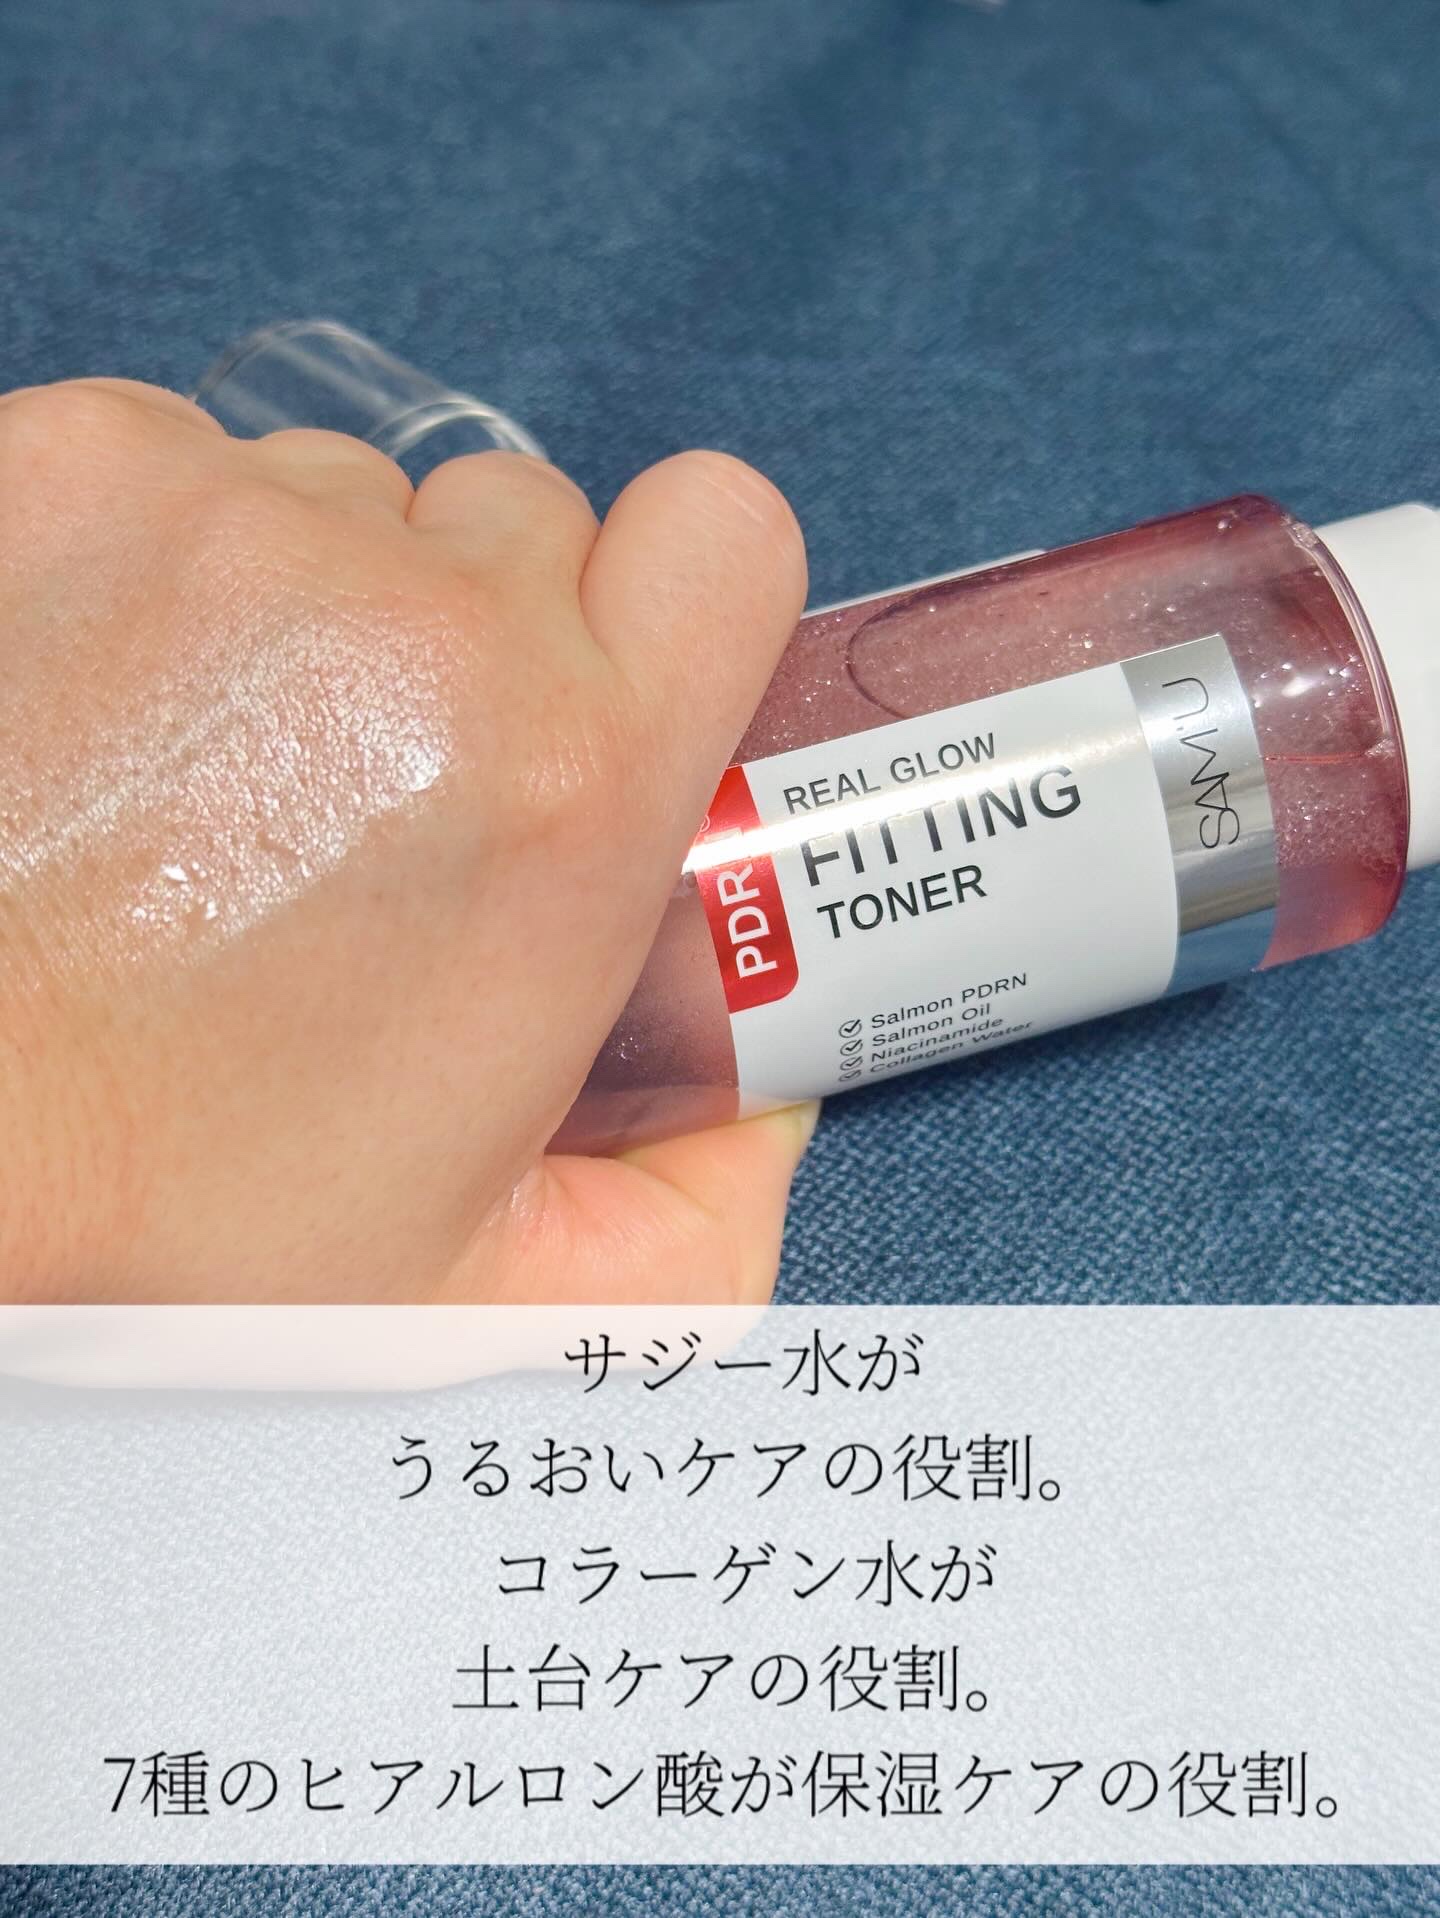 SAM'U
PDRN
REAL GLOW
FITTING
TONER
Salmon PDRN
Salmon Oil
Niacinamide
Collagen Water
サジー水が
うるおいケアの役割。
コラーゲン水が
土台ケアの役割。
7種のヒアルロン酸が保湿ケアの役割。